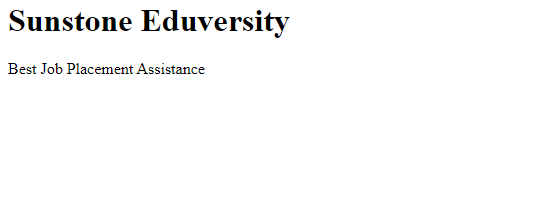 Sunstone Eduversity
Best Job Placement Assistance